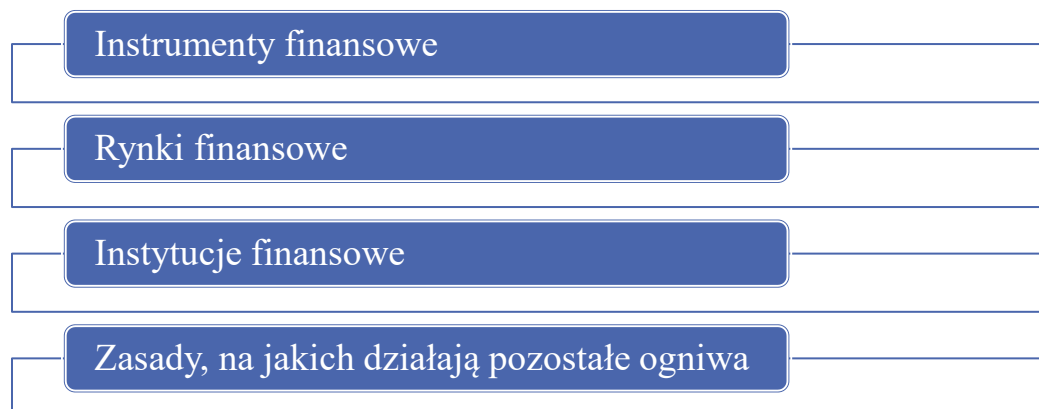 Instrumenty finansowe
Rynki finansowe
Instytucje finansowe
Zasady, na jakich działają pozostałe ogniwa